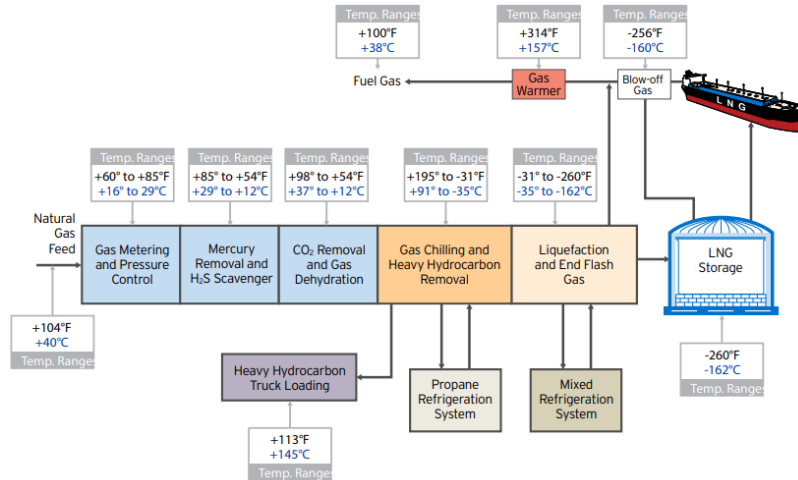 Temp. Ranges
+100°F
+38°C
Temp. Ranges
+314°F
+157°C
Temp. Ranges
-256°F
-160°C
Fuel Gas
Gas
Warmer
Blow-off
Gas
LNG
Temp. Ranges
+60° to +85°F
+16° to 29°C
Temp. Ranges
+85° to +54°F
+29° to +12°C
Temp. Ranges
+98° to +54°F
+37° to +12°C
Temp. Ranges
+195° to -31°F
+91° to -35°C
Temp. Ranges
-31° to -260°F
-35° to -162°C
Natural
Gas
Feed
Gas Metering
and Pressure
Control
Mercury
Removal and
H₂S Scavenger
CO₂ Removal
and Gas
Dehydration
Gas Chilling and
Heavy Hydrocarbon
Removal
Liquefaction
and End Flash
Gas
LNG
Storage
+104°F
+40°C
Temp. Ranges
Heavy Hydrocarbon
Truck Loading
Propane
Refrigeration
System
Mixed
Refrigeration
System
-260°F
-162°C
Temp. Ranges
+113°F
+145°C
Temp. Ranges